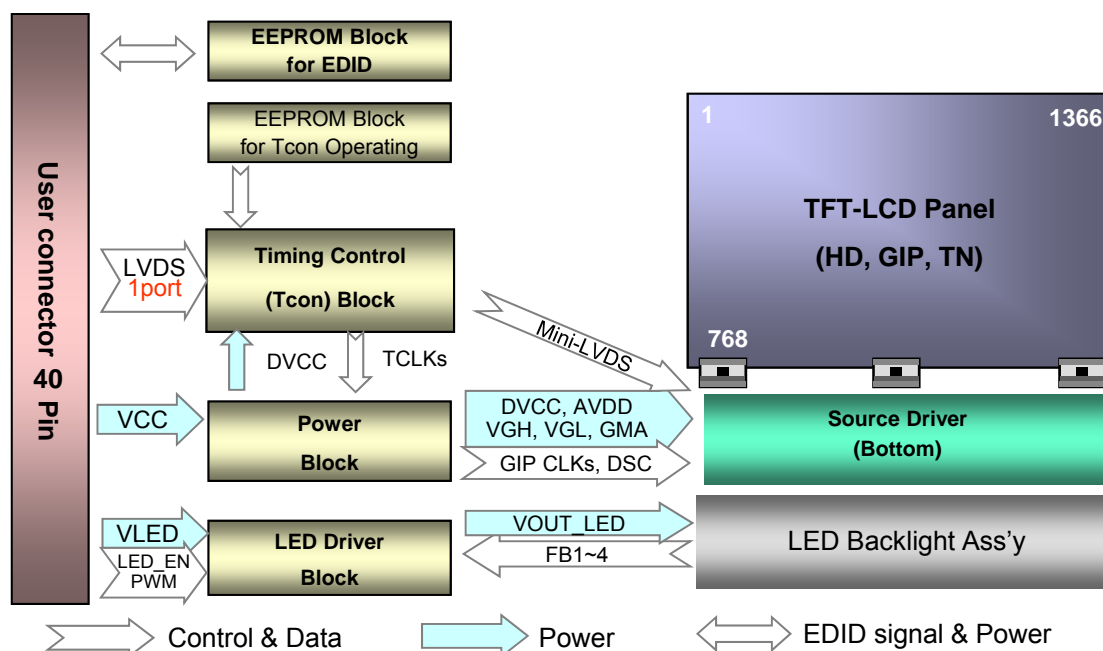 User connector 40 Pin
EEPROM Block
for EDID
EEPROM Block
for Tcon Operating
LVDS
1port
Timing Control
(Tcon) Block
DVCC
TCLKs
VCC
Power
Block
VLED
LED_EN
PWM
LED Driver
Block
Mini-LVDS
DVCC, AVDD
VGH, VGL, GMA
GIP CLKs, DSC
VOUT_LED
FB1~4
1
1366
TFT-LCD Panel
(HD, GIP, TN)
768
Source Driver
(Bottom)
LED Backlight Ass’y
Control & Data
Power
EDID signal & Power